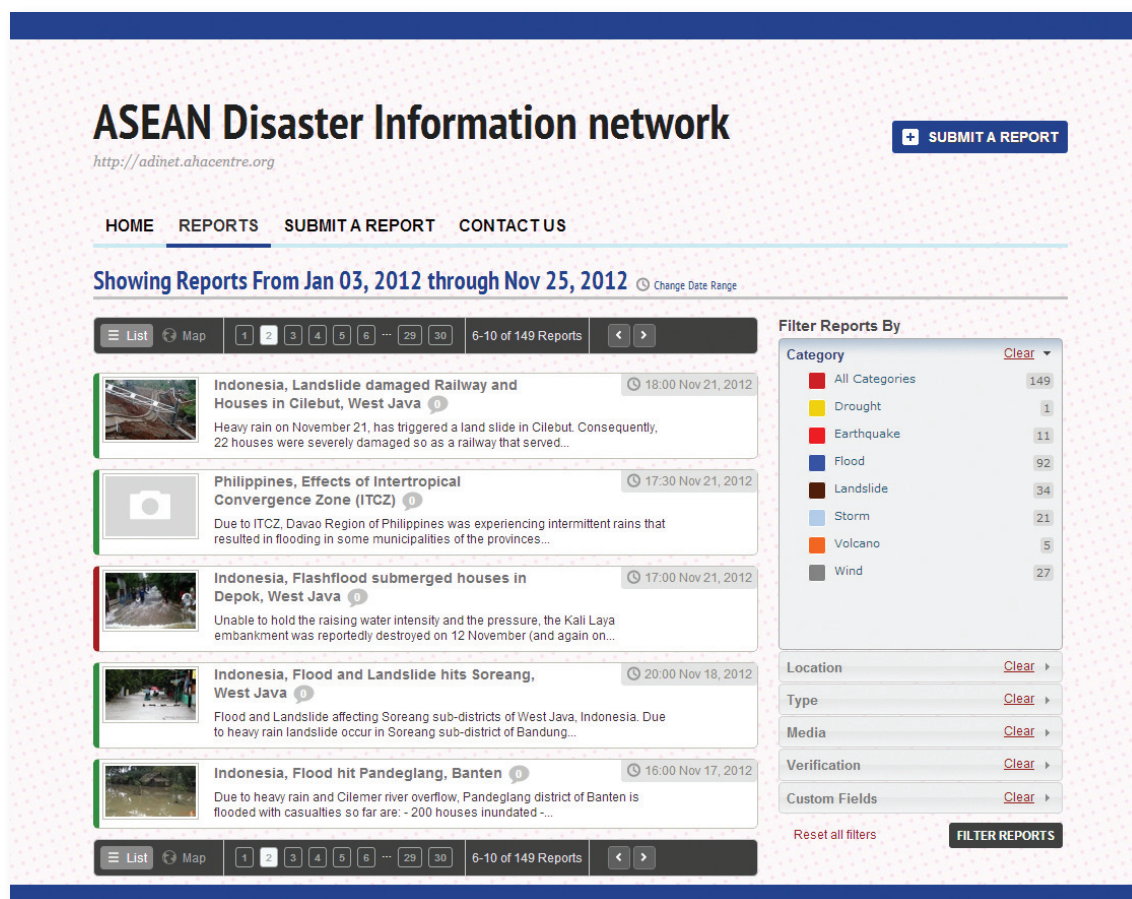 ASEAN Disaster Information network
http://adinet.ahacentre.org
SUBMIT A REPORT
HOME REPORTS SUBMIT A REPORT CONTACT US
Showing Reports From Jan 03, 2012 through Nov 25, 2012 Change Date Range
List Map 1 2 3 4 5 6 ... 29 30 6-10 of 149 Reports < >
Indonesia, Landslide damaged Railway and
Houses in Cilebut, West Java 0
18:00 Nov 21, 2012
Heavy rain on November 21, has triggered a land slide in Cilebut. Consequently,
22 houses were severely damaged so as a railway that served...
Philippines, Effects of Intertropical
Convergence Zone (ITCZ) 0
17:30 Nov 21, 2012
Due to ITCZ, Davao Region of Philippines was experiencing intermittent rains that
resulted in flooding in some municipalities of the provinces...
Indonesia, Flashflood submerged houses in
Depok, West Java 0
17:00 Nov 21, 2012
Unable to hold the raising water intensity and the pressure, the Kali Laya
embankment was reportedly destroyed on 12 November (and again on...
Indonesia, Flood and Landslide hits Soreang,
West Java 0
20:00 Nov 18, 2012
Flood and Landslide affecting Soreang sub-districts of West Java, Indonesia. Due
to heavy rain landslide occur in Soreang sub-district of Bandung...
Indonesia, Flood hit Pandeglang, Banten 0
16:00 Nov 17, 2012
Due to heavy rain and Cilemer river overflow, Pandeglang district of Banten is
flooded with casualties so far are: - 200 houses inundated -...
List Map 1 2 3 4 5 6 ... 29 30 6-10 of 149 Reports < >
Filter Reports By
Category Clear
All Categories 149
Drought 1
Earthquake 11
Flood 92
Landslide 34
Storm 21
Volcano 5
Wind 27
Location Clear
Type Clear
Media Clear
Verification Clear
Custom Fields Clear
Reset all filters FILTER REPORTS